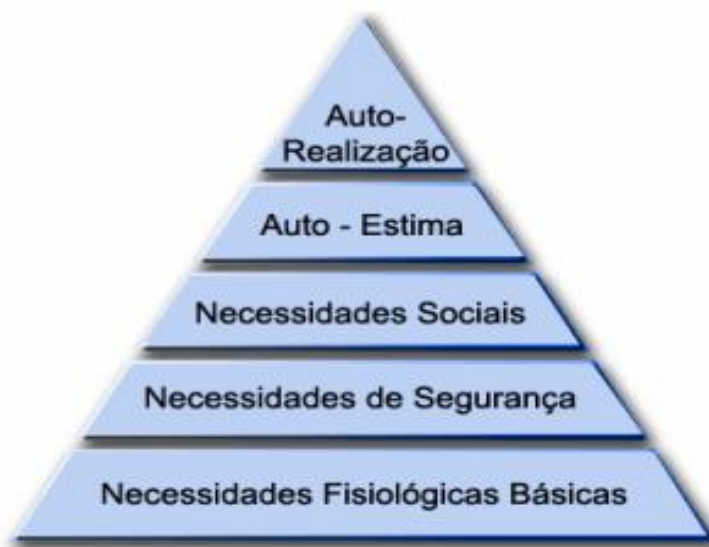 Auto-
Realização
Auto - Estima
Necessidades Sociais
Necessidades de Segurança
Necessidades Fisiológicas Básicas